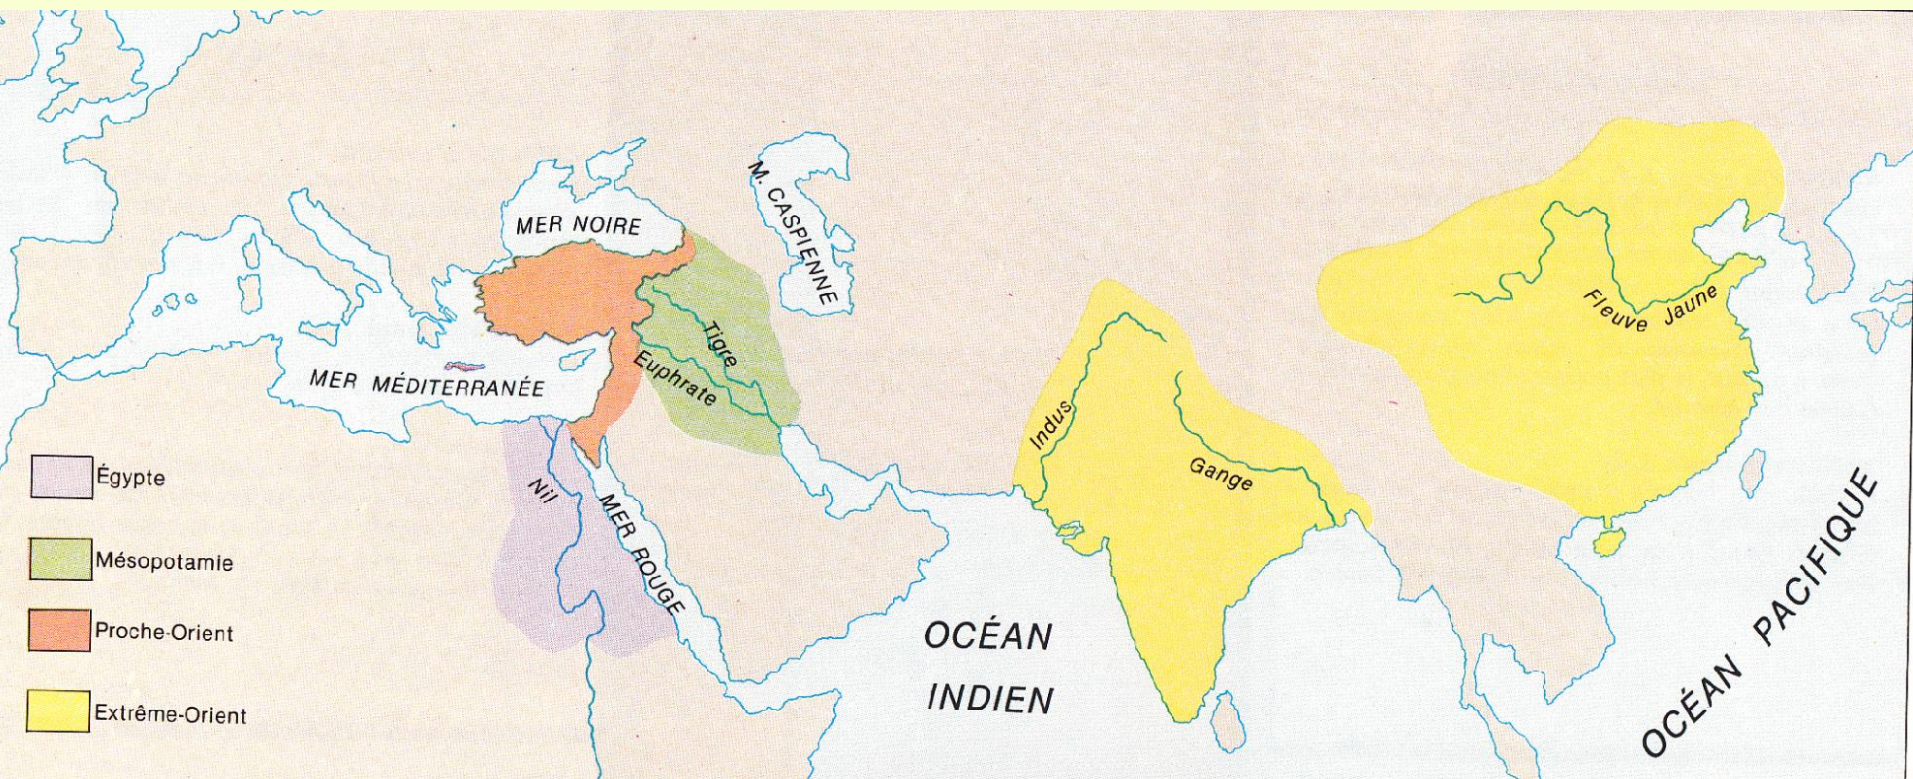 MER NOIRE
M. CASPIENNE
MER MÉDITERRANÉE
Tigre
Euphrate
Fleuve Jaune
Indus
Gange
Nil
MER ROUGE
OCÉAN
INDIEN
OCÉAN PACIFIQUE
Égypte
Mésopotamie
Proche-Orient
Extrême-Orient